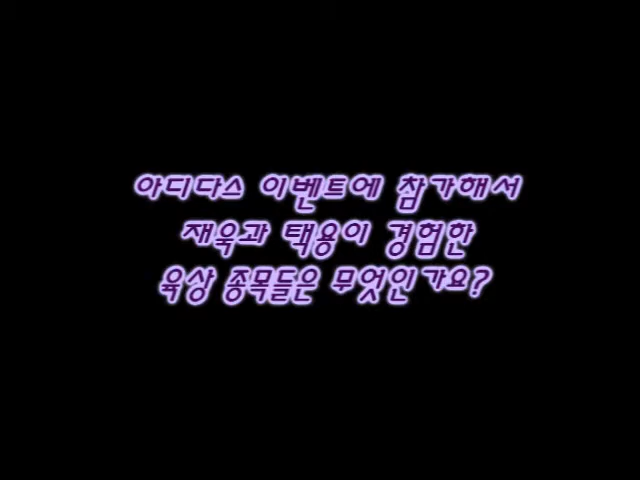 아디다스 이벤트에 참가해서
재욱과 택용이 경험한
육상 종목들은 무엇인가요?